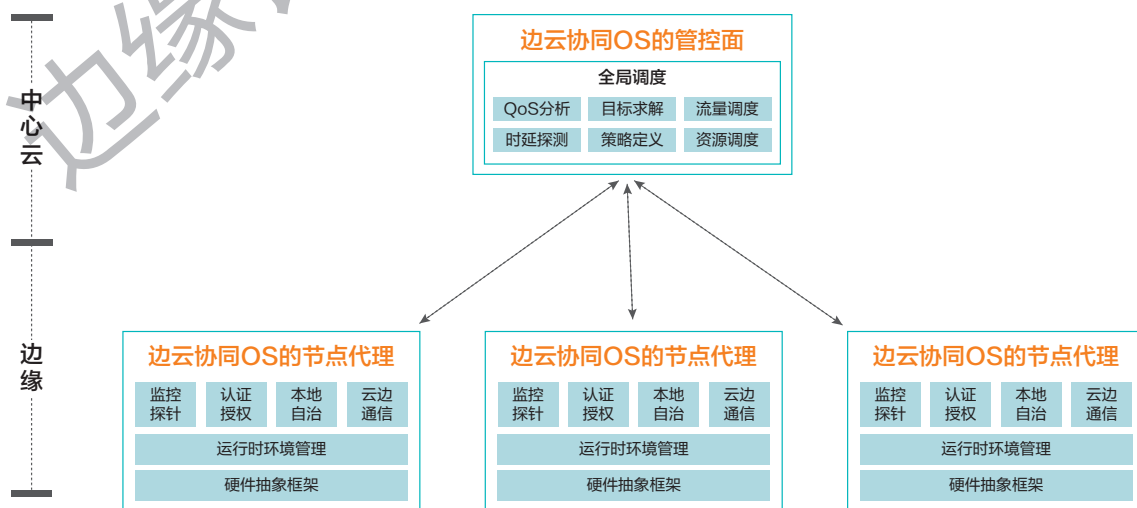 边缘
中心云
边云协同OS的管控面
全局调度
QoS分析 目标求解 流量调度
时延探测 策略定义 资源调度
边缘
边云协同OS的节点代理 边云协同OS的节点代理 边云协同OS的节点代理
监控 认证 本地 云边 监控 认证 本地 云边 监控 认证 本地 云边
探针 授权 自治 通信 探针 授权 自治 通信 探针 授权 自治 通信
运行时环境管理 运行时环境管理 运行时环境管理
硬件抽象框架 硬件抽象框架 硬件抽象框架